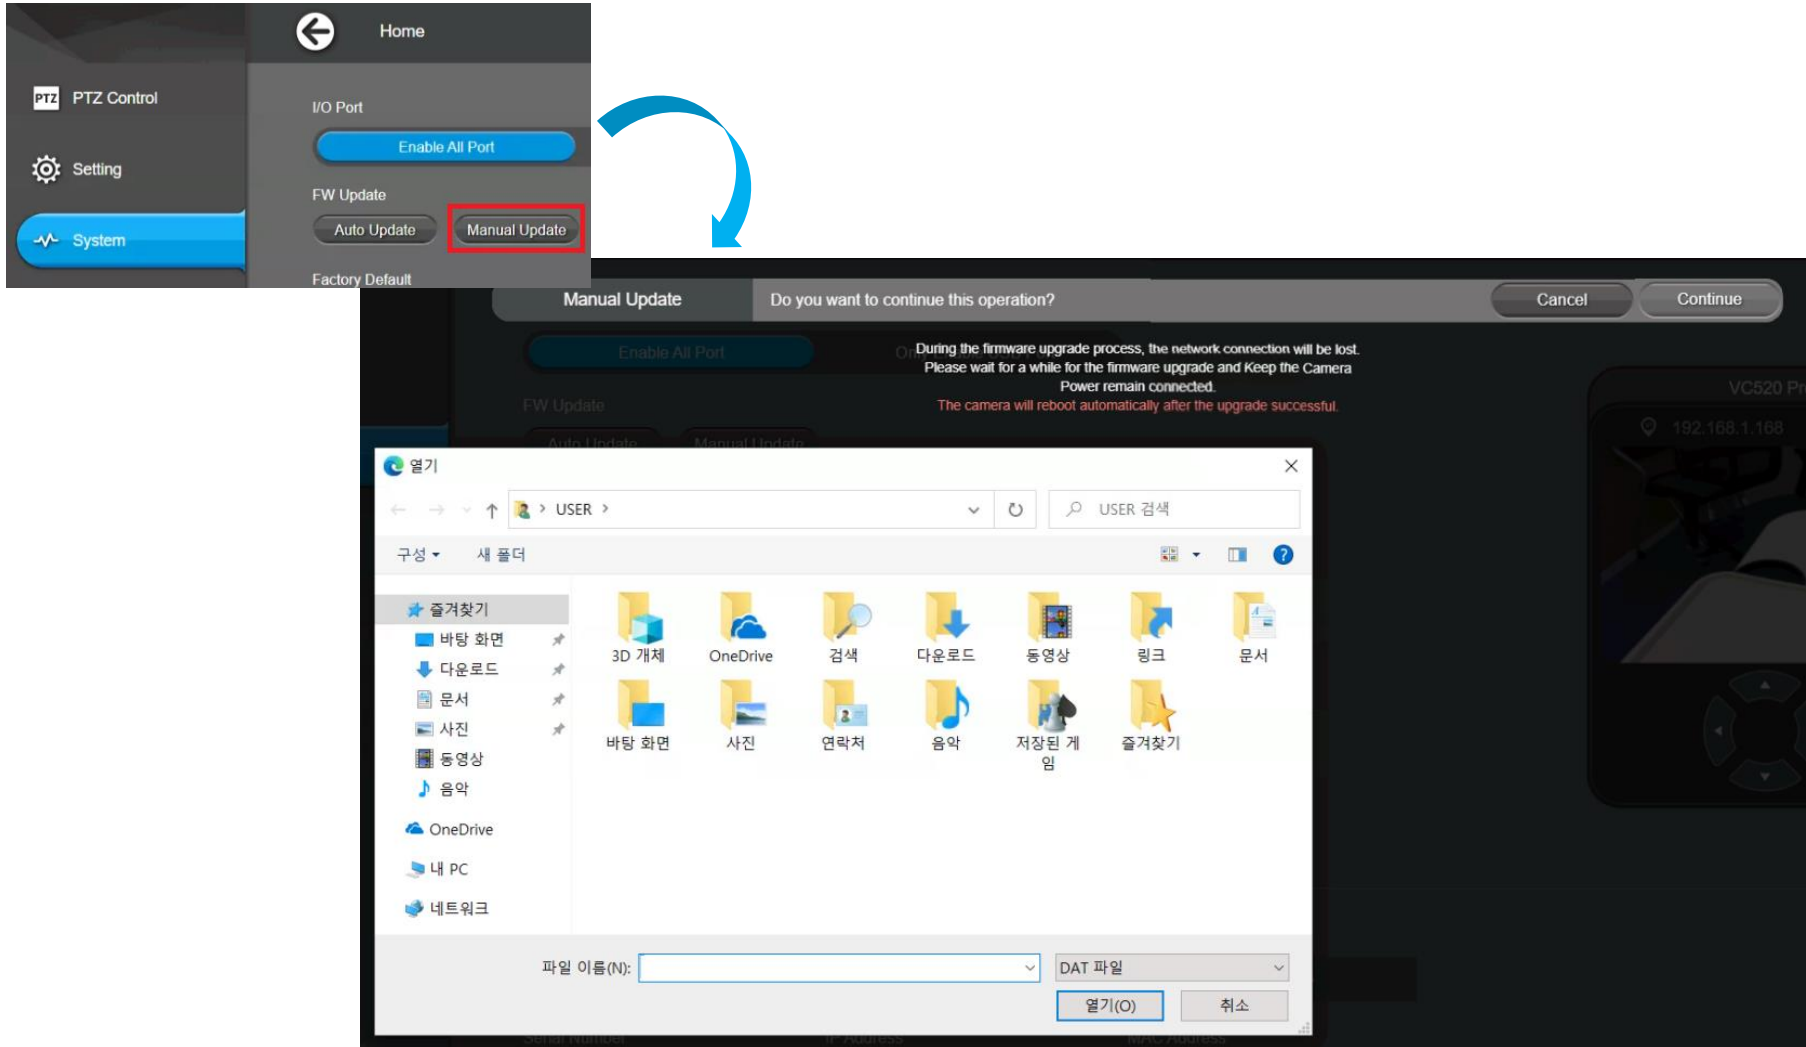 Home
PTZ PTZ Control
Setting
System
I/O Port
Enable All Port
FW Update
Auto Update Manual Update
Factory Default
Manual Update Do you want to continue this operation? Cancel Continue
Enable All Port
During the firmware upgrade process, the network connection will be lost.
Please wait for a while for the firmware upgrade and Keep the Camera
Power remain connected.
The camera will reboot automatically after the upgrade successful.
FW Update
Auto Update Manual Update
VC520 Pr
192.168.1.168
열기
USER
USER 검색
구성 새 폴더
즐겨찾기
바탕 화면
다운로드
문서
사진
동영상
음악
OneDrive
내 PC
네트워크
3D 개체 OneDrive 검색 다운로드 동영상 링크 문서
바탕 화면 사진 연락처 음악 저장된 게 즐겨찾기
임
파일 이름(N): DAT 파일
열기(O) 취소
Serial Number IP Address MAC Address